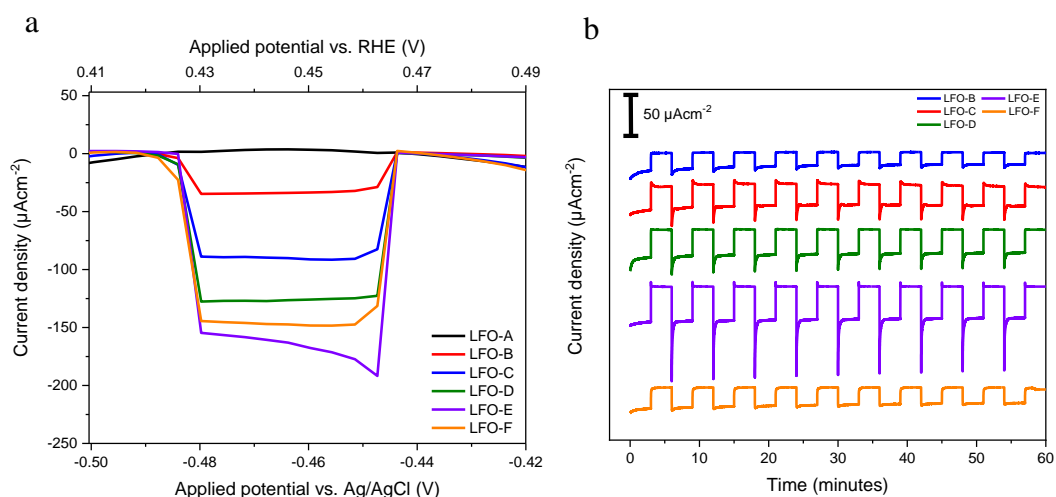 a
Applied potential vs. RHE (V)
0.41 0.43 0.45 0.47 0.49
50
0
-50
-100
-150
-200
-250
Current density (µAcm⁻²)
LFO-A
LFO-B
LFO-C
LFO-D
LFO-E
LFO-F
-0.50 -0.48 -0.46 -0.44 -0.42
Applied potential vs. Ag/AgCl (V)
b
50 µAcm⁻²
LFO-B LFO-E
LFO-C LFO-F
LFO-D
Current density (µAcm⁻²)
0 10 20 30 40 50 60
Time (minutes)